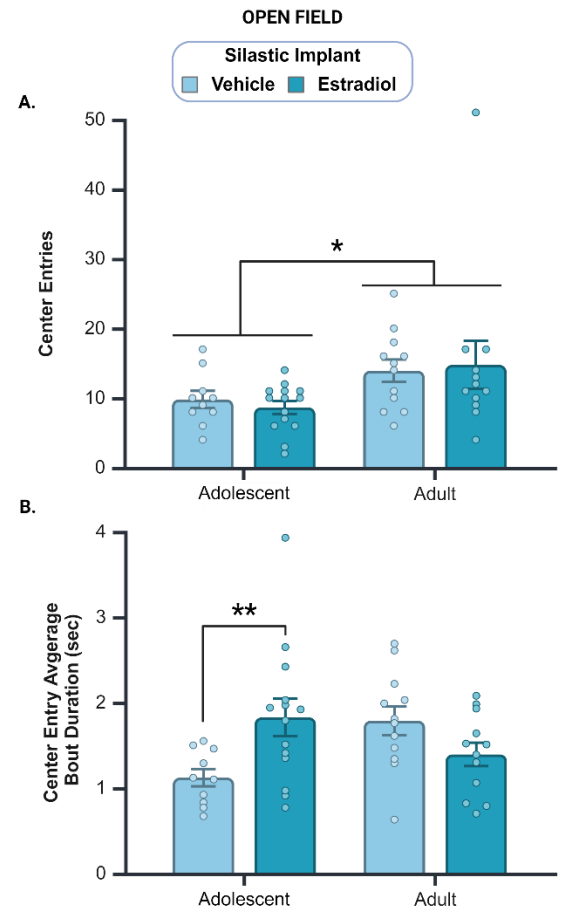 OPEN FIELD
Silastic Implant
Vehicle Estradiol
A.
50
40
30
20
10
0
Center Entries
*
Adolescent Adult
B.
4
3
2
1
0
Center Entry Avgerage
Bout Duration (sec)
**
Adolescent Adult